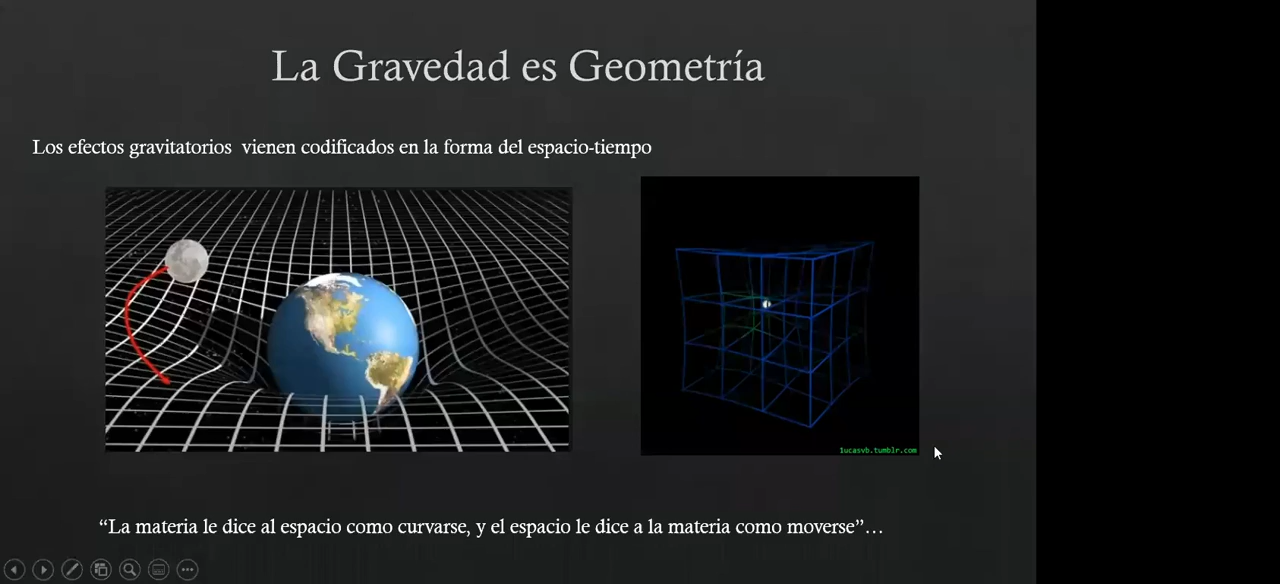 La Gravedad es Geometría
Los efectos gravitatorios vienen codificados en la forma del espacio-tiempo
1ucasvb.tumblr.com
“La materia le dice al espacio como curvarse, y el espacio le dice a la materia como moverse”…